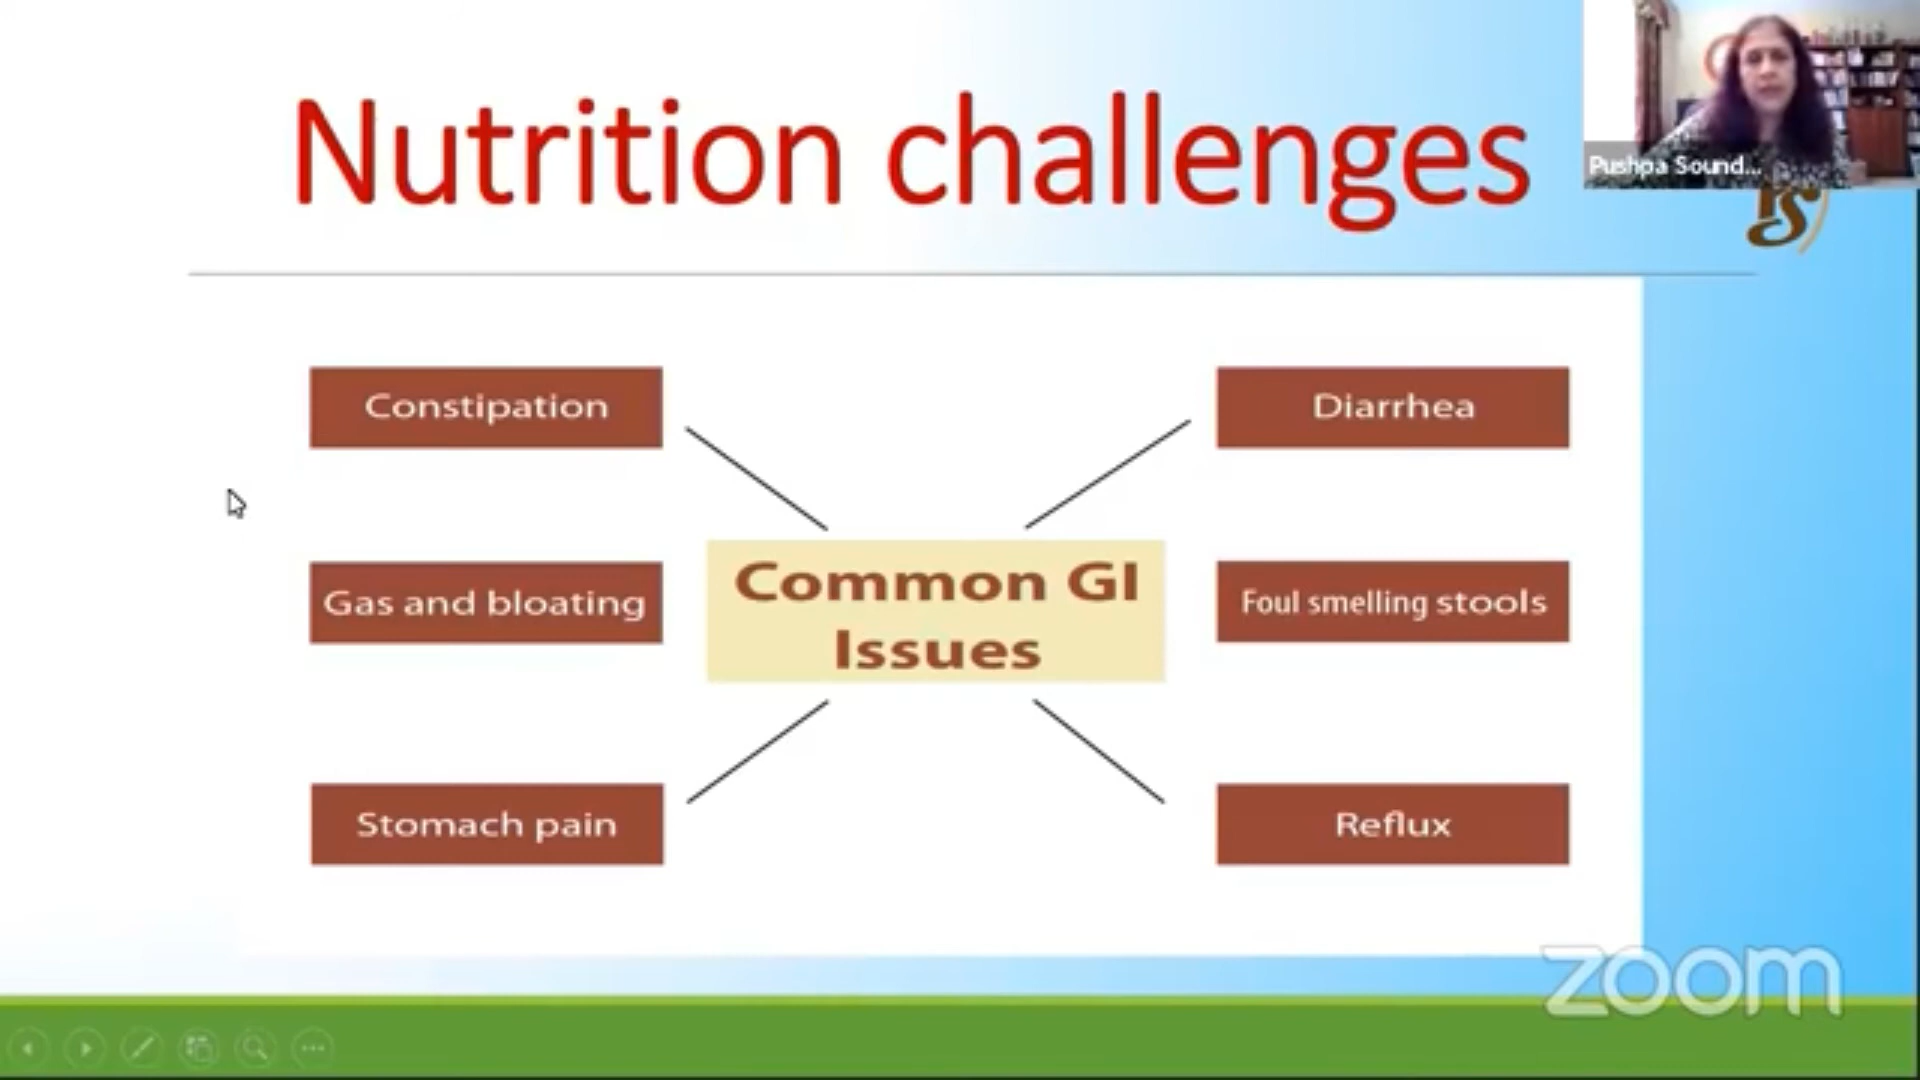 Nutrition challenges
Pushpa Sound...
PS
Constipation
Diarrhea
Gas and bloating
Common GI
Issues
Foul smelling stools
Stomach pain
Reflux
zoom